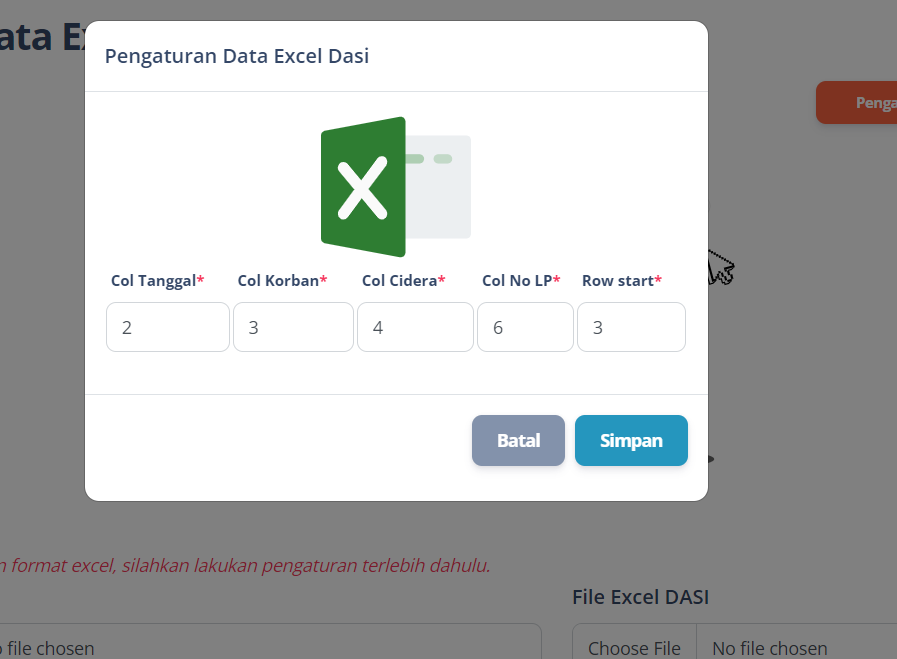 ata E
Pengaturan Data Excel Dasi
Penga
X
Col Tanggal* Col Korban* Col Cidera* Col No LP* Row start*
2 3 4 6 3
Batal Simpan
format excel, silahkan lakukan pengaturan terlebih dahulu.
File Excel DASI
file chosen
Choose File No file chosen